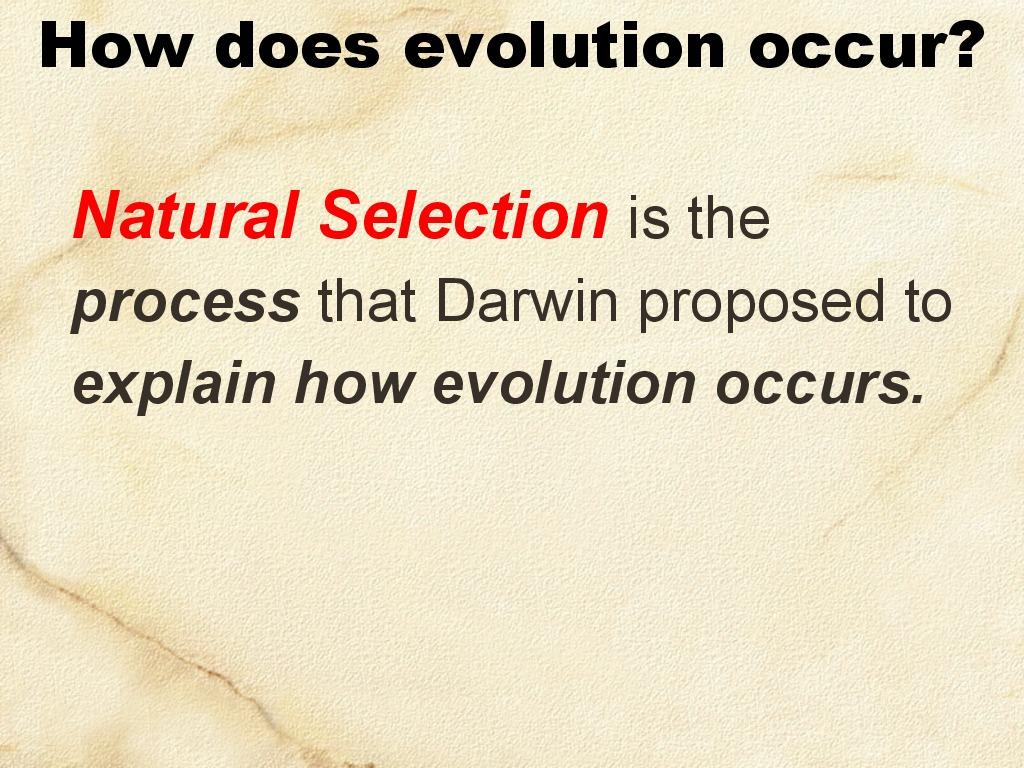 How does evolution occur?
Natural Selection is the
process that Darwin proposed to
explain how evolution occurs.